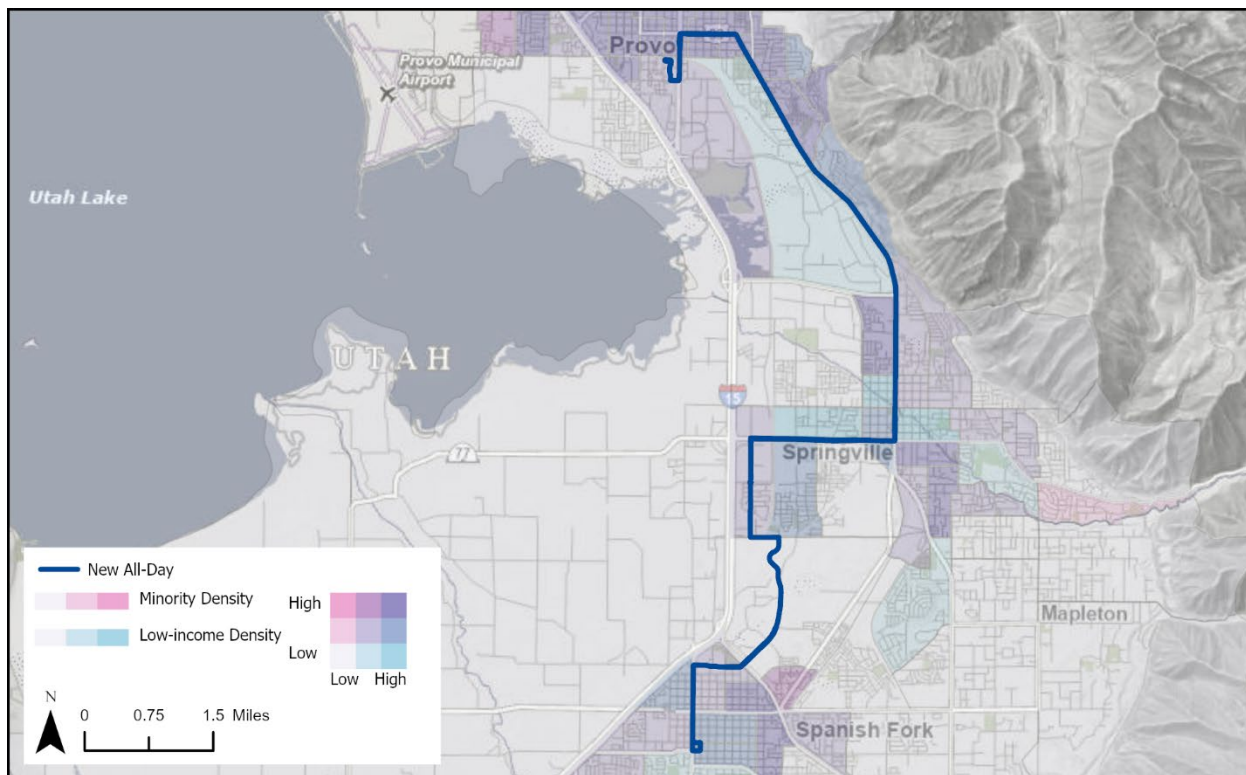 Provo
Provo Municipal
Airport
Utah Lake
UTAH
15
77
Springville
Mapleton
Spanish Fork
New All-Day
Minority Density
Low-income Density
High
Low
Low High
N
0 0.75 1.5 Miles